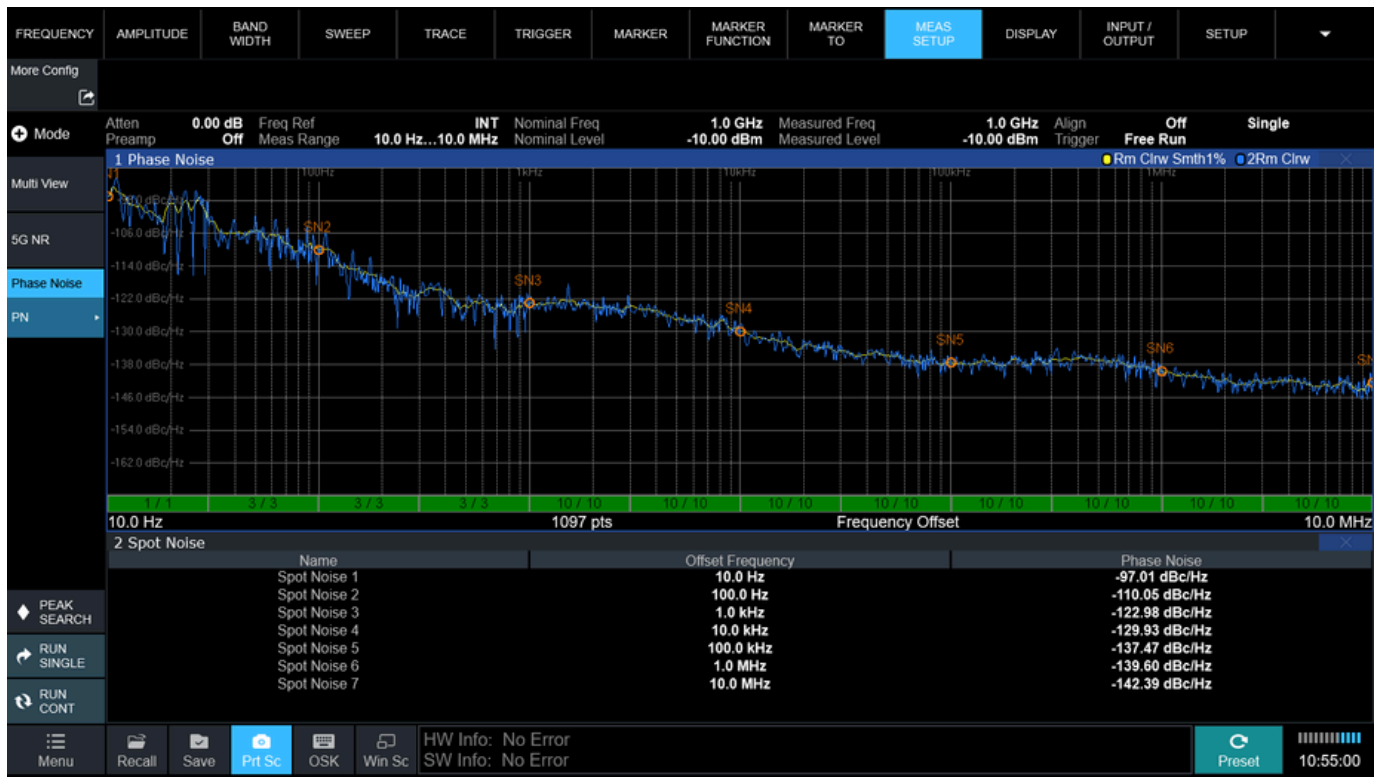 FREQUENCY AMPLITUDE BAND WIDTH SWEEP TRACE TRIGGER MARKER MARKER FUNCTION MARKER TO MEAS SETUP DISPLAY INPUT / OUTPUT SETUP
More Config
Mode
Multi View
5G NR
Phase Noise
PN
Atten 0.00 dB Freq Ref INT Nominal Freq 1.0 GHz Measured Freq 1.0 GHz Align Off Single
Preamp Off Meas Range 10.0 Hz...10.0 MHz Nominal Level -10.00 dBm Measured Level -10.00 dBm Trigger Free Run
1 Phase Noise Rm Clrw Smth1% 2Rm Clrw
100Hz 1kHz 10kHz 100kHz 1MHz
-106.0 dBc/Hz
SN2
-114.0 dBc/Hz
SN3
-122.0 dBc/Hz
SN4
-130.0 dBc/Hz
SN5
SN6
-138.0 dBc/Hz
-146.0 dBc/Hz
-154.0 dBc/Hz
-162.0 dBc/Hz
1 / 1 3 / 3 3 / 3 3 / 3 10 / 10 10 / 10 10 / 10 10 / 10 10 / 10 10 / 10 10 / 10 10 / 10
10.0 Hz 1097 pts Frequency Offset 10.0 MHz
2 Spot Noise
Name Offset Frequency Phase Noise
Spot Noise 1 10.0 Hz -97.01 dBc/Hz
Spot Noise 2 100.0 Hz -110.05 dBc/Hz
Spot Noise 3 1.0 kHz -122.98 dBc/Hz
Spot Noise 4 10.0 kHz -129.93 dBc/Hz
Spot Noise 5 100.0 kHz -137.47 dBc/Hz
Spot Noise 6 1.0 MHz -139.60 dBc/Hz
Spot Noise 7 10.0 MHz -142.39 dBc/Hz
PEAK SEARCH
RUN SINGLE
RUN CONT
Menu Recall Save Prt Sc OSK Win Sc
HW Info: No Error
SW Info: No Error
Preset 10:55:00